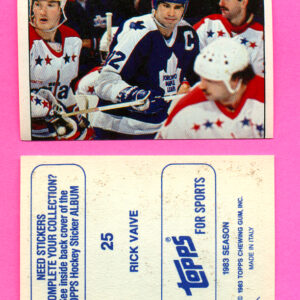 C
22
NEED STICKERS
COMPLETE YOUR COLLECTION?
See inside back cover of the
TOPPS Hockey Sticker ALBUM
25
RICK VAIVE
topps
FOR SPORTS
1983 SEASON
© 1983 TOPPS CHEWING GUM, INC.
MADE IN ITALY